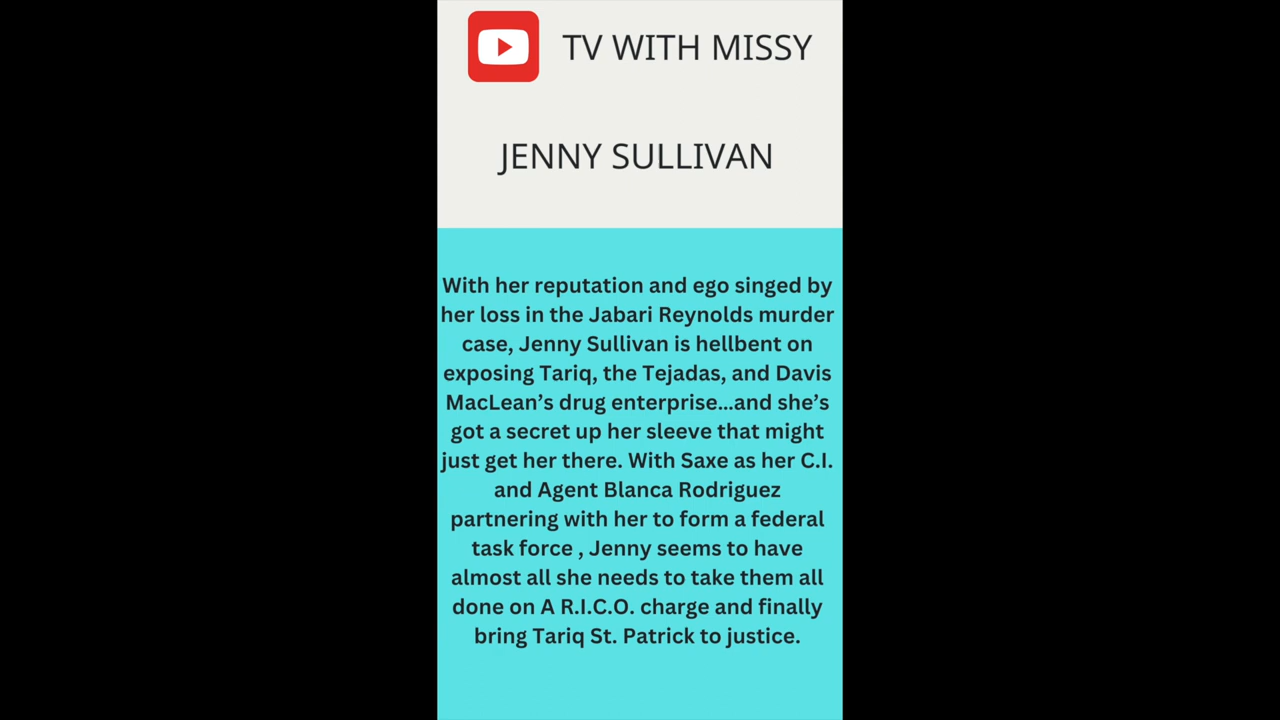 TV WITH MISSY
JENNY SULLIVAN
With her reputation and ego singed by
her loss in the Jabari Reynolds murder
case, Jenny Sullivan is hellbent on
exposing Tariq, the Tejadas, and Davis
MacLean’s drug enterprise...and she’s
got a secret up her sleeve that might
just get her there. With Saxe as her C.I.
and Agent Blanca Rodriguez
partnering with her to form a federal
task force , Jenny seems to have
almost all she needs to take them all
done on A R.I.C.O. charge and finally
bring Tariq St. Patrick to justice.